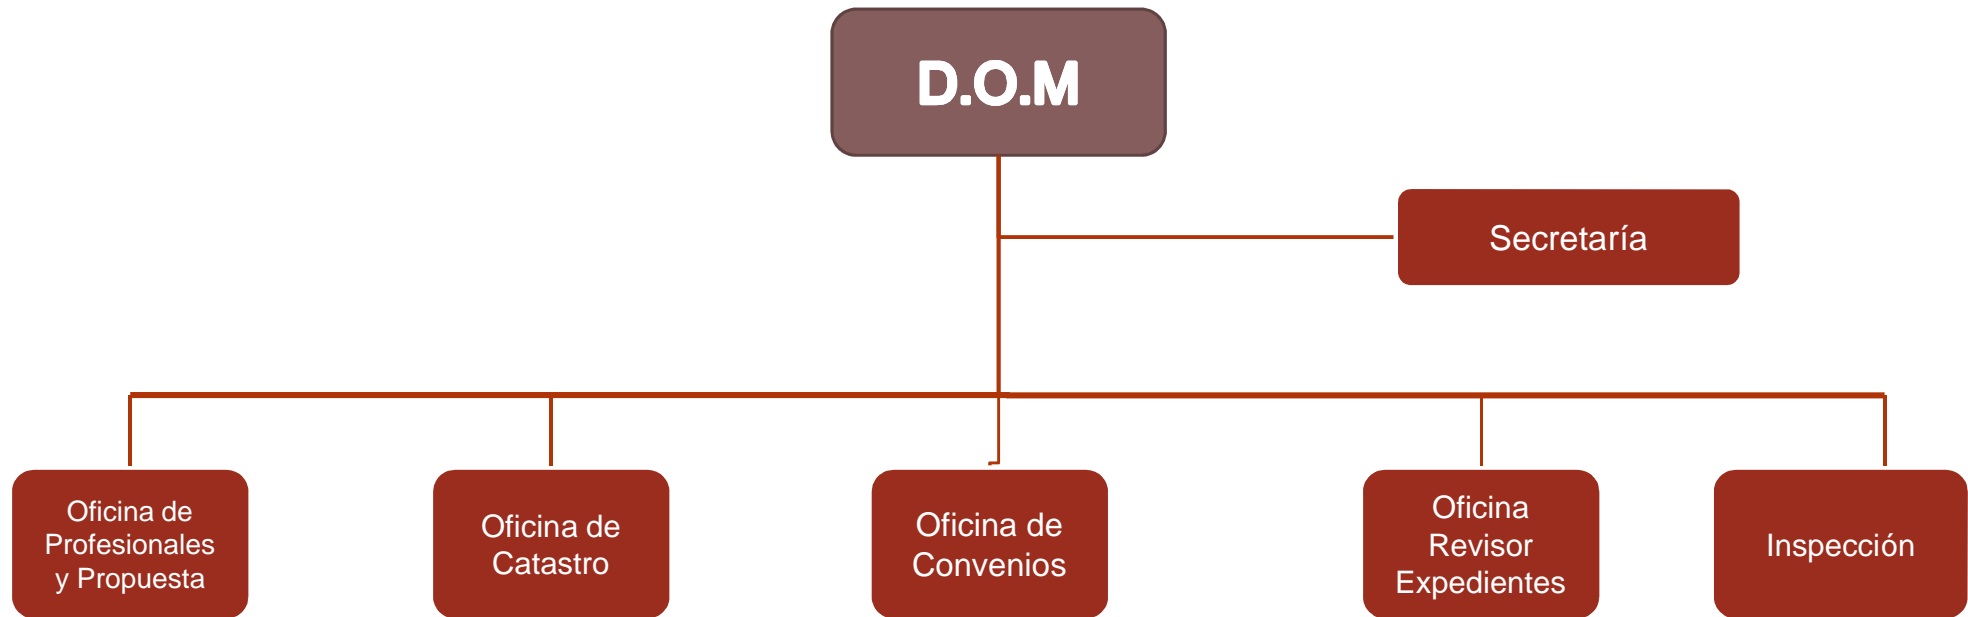 D.O.M
Secretaría
Oficina de
Profesionales
y Propuesta
Oficina de
Catastro
Oficina de
Convenios
Oficina
Revisor
Expedientes
Inspección